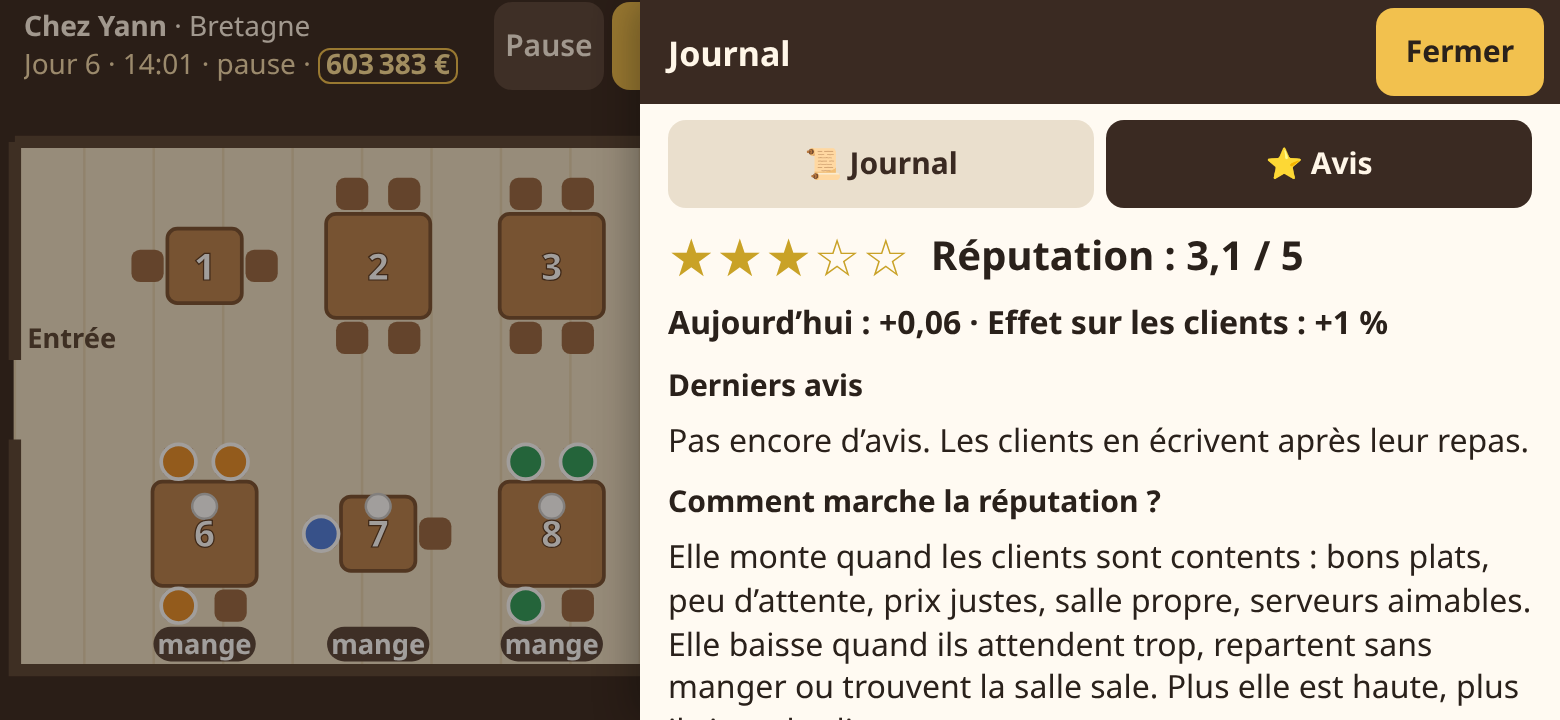 Chez Yann · Bretagne
Jour 6 · 14:01 · pause · 603 383 €
Pause
Journal
Fermer
📜 Journal
⭐ Avis
★★★☆☆ Réputation : 3,1 / 5
Aujourd’hui : +0,06 · Effet sur les clients : +1 %
Derniers avis
Pas encore d’avis. Les clients en écrivent après leur repas.
Comment marche la réputation ?
Elle monte quand les clients sont contents : bons plats,
peu d’attente, prix justes, salle propre, serveurs aimables.
Elle baisse quand ils attendent trop, repartent sans
manger ou trouvent la salle sale. Plus elle est haute, plus
1
2
3
Entrée
6
7
8
mange
mange
mange